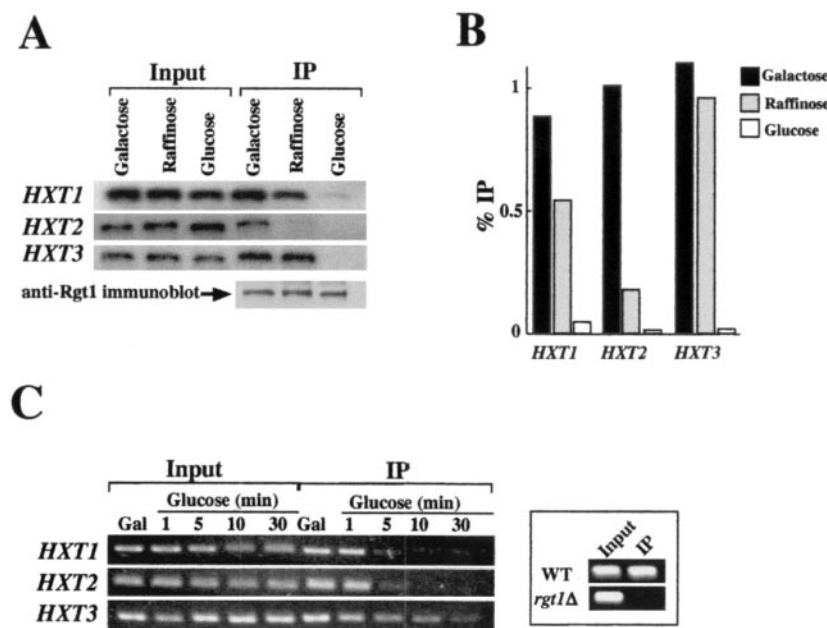 A
Input IP
Galactose Raffinose Glucose Galactose Raffinose Glucose
HXT1
HXT2
HXT3
anti-Rgt1 immunoblot
B
% IP
1
0.5
0
HXT1 HXT2 HXT3
Galactose
Raffinose
Glucose
C
Input IP
Glucose (min) Glucose (min)
Gal 1 5 10 30 Gal 1 5 10 30
HXT1
HXT2
HXT3
Input IP
WT
rgt1Δ